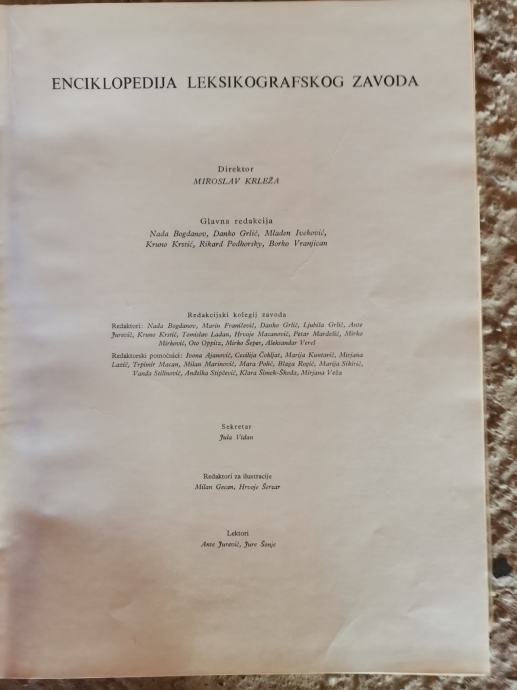 ENCIKLOPEDIJA LEKSIKOGRAFSKOG ZAVODA
Direktor
MIROSLAV KRLEŽA
Glavna redakcija
Nada Bogdanov, Danko Grlić, Mladen Iveković,
Kruno Krstić, Rikard Podhorsky, Borko Vranjican
Redakcijski kolegij zavoda
Redaktori: Nada Bogdanov, Marin Franičević, Danko Grlić, Ljubiša Grlić, Ante
Jurević, Kruno Krstić, Tomislav Ladan, Hrvoje Macanović, Petar Mardešić, Mirko
Mirković, Oto Oppitz, Mirko Šeper, Aleksandar Verel
Redaktorski pomoćnici: Ivona Ajanović, Cecilija Čohljat, Marija Kuntarić, Mirjana
Lazić, Trpimir Macan, Milan Marinović, Mara Polić, Blaga Ropić, Marija Sikirić,
Vanda Stilinović, Anđelka Stipčević, Klara Šimek-Škoda, Mirjana Veža
Sekretar
Jula Vidan
Redaktori za ilustracije
Milan Gecan, Hrvoje Šercar
Lektori
Ante Jurević, Jure Šonje